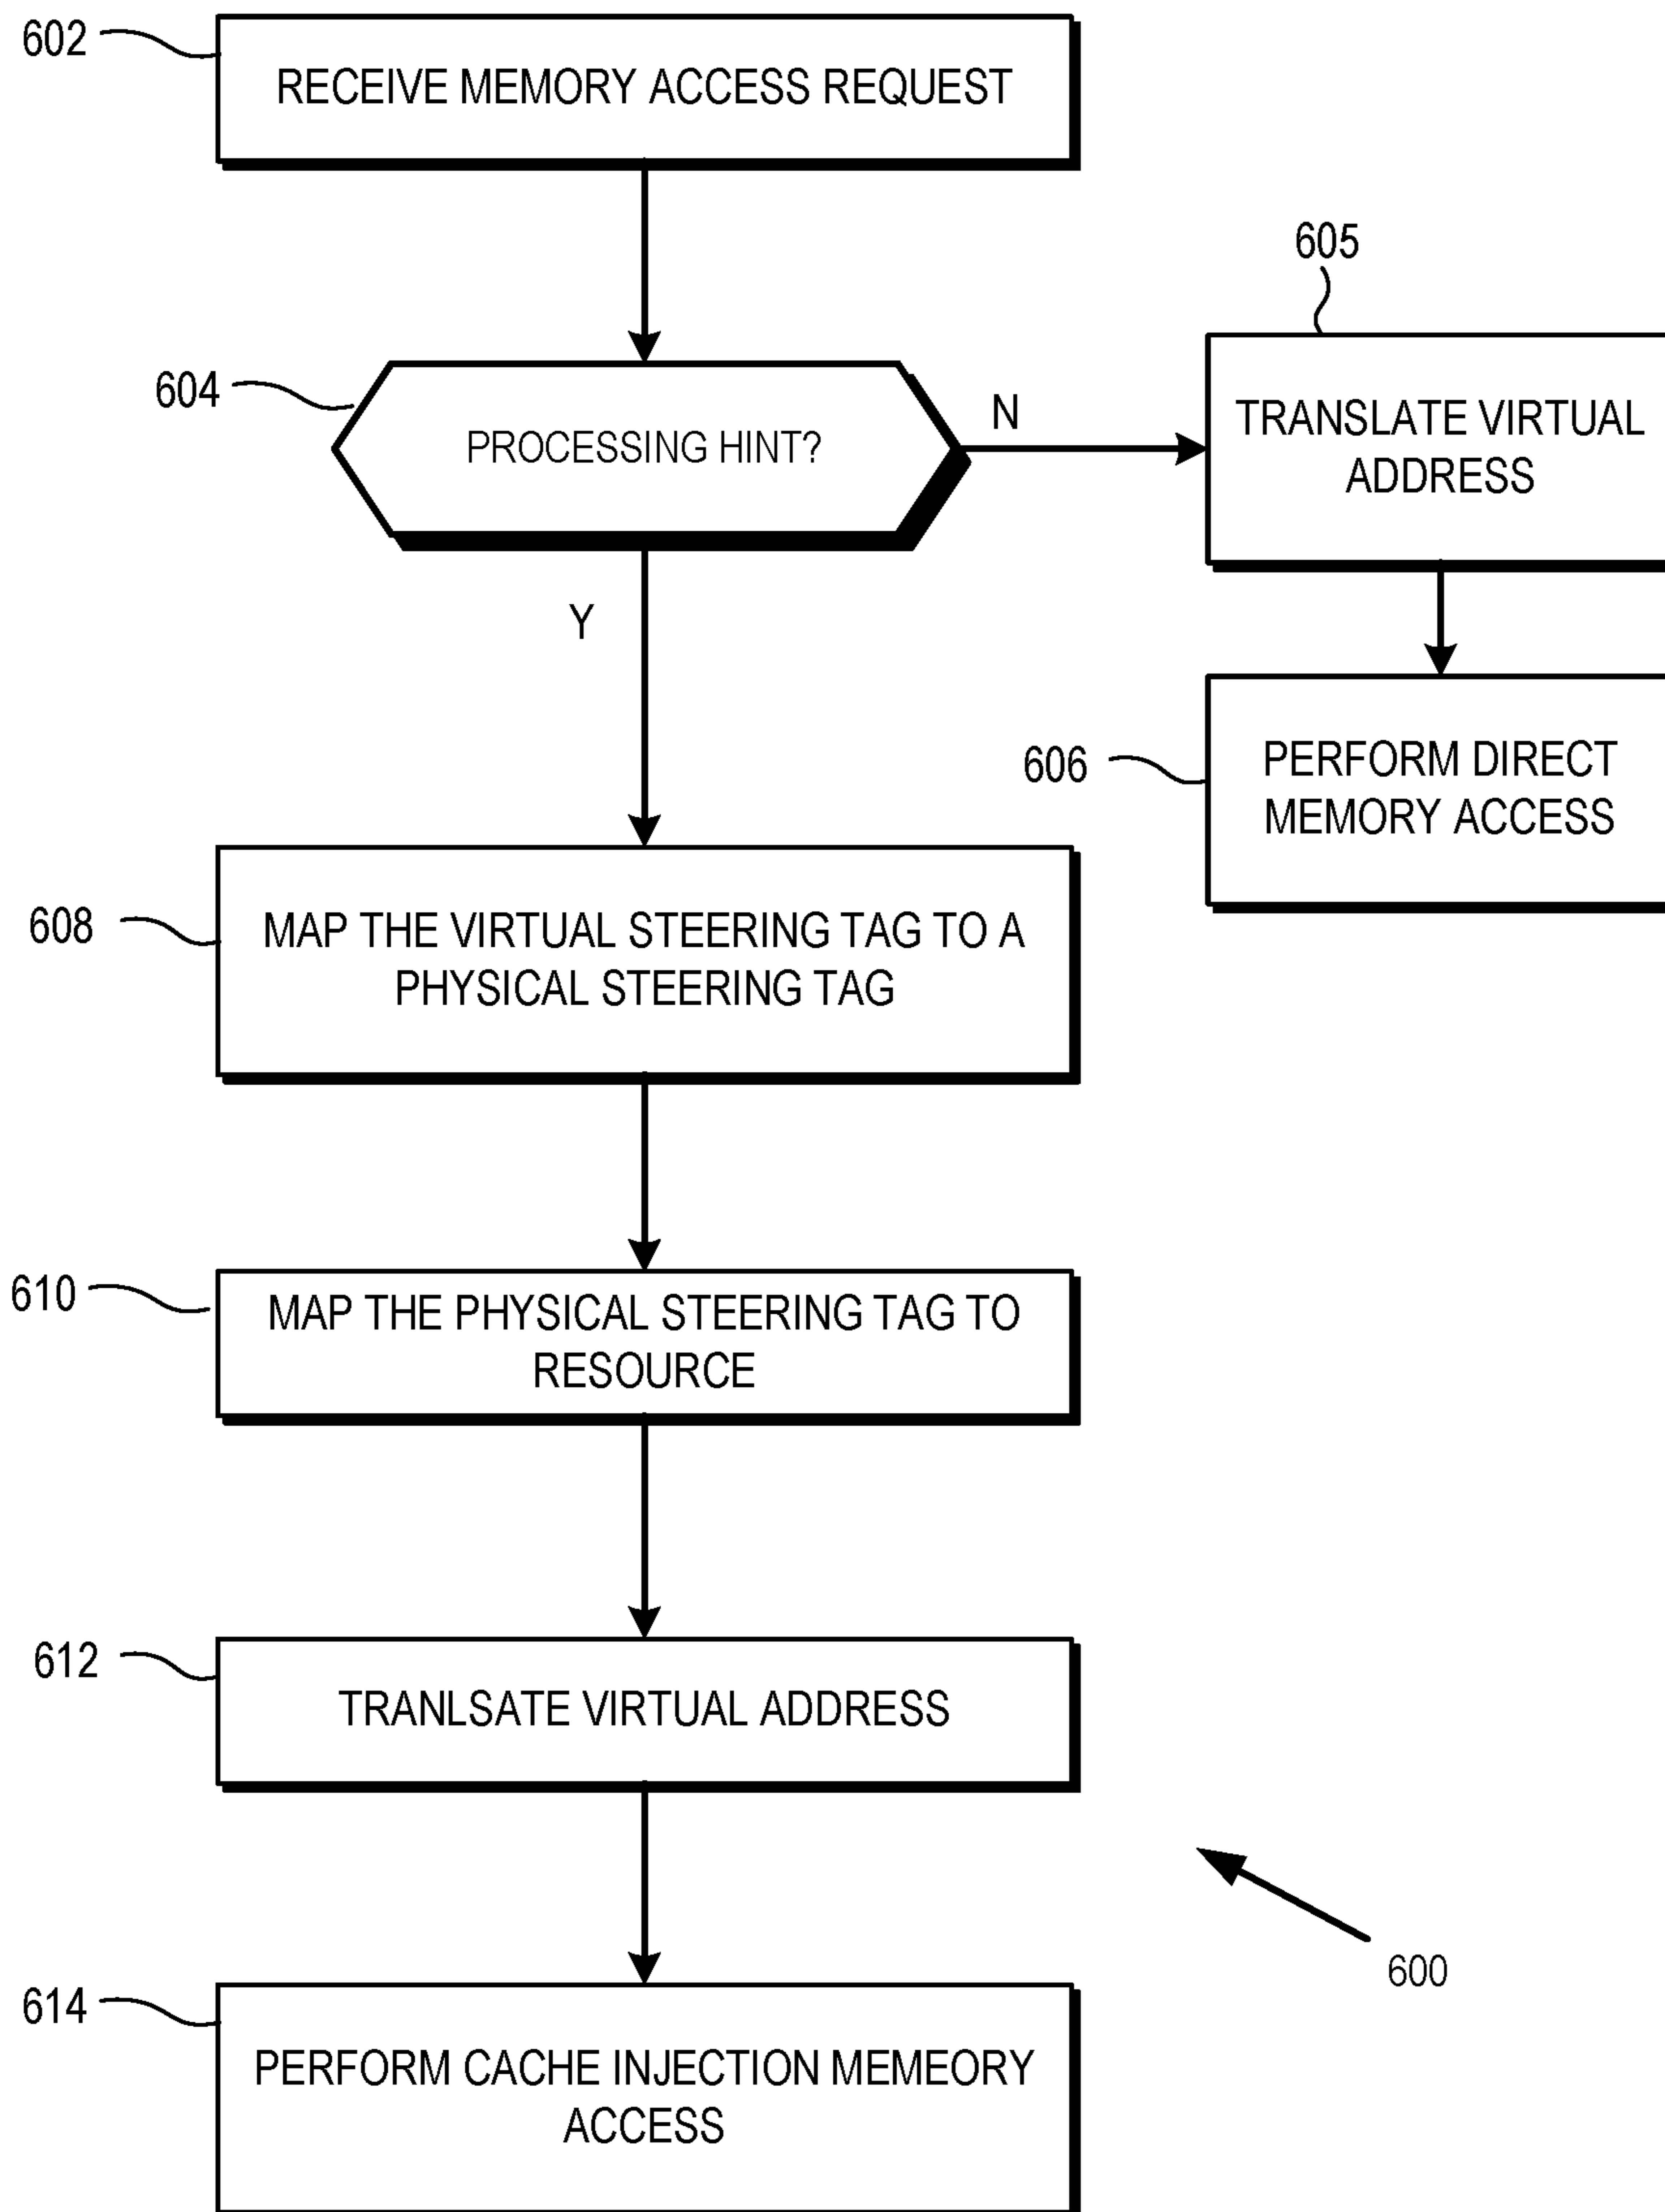 602
RECEIVE MEMORY ACCESS REQUEST
605
604
PROCESSING HINT?
N
TRANSLATE VIRTUAL
ADDRESS
Y
606
PERFORM DIRECT
MEMORY ACCESS
608
MAP THE VIRTUAL STEERING TAG TO A
PHYSICAL STEERING TAG
610
MAP THE PHYSICAL STEERING TAG TO
RESOURCE
612
TRANLSATE VIRTUAL ADDRESS
600
614
PERFORM CACHE INJECTION MEMEORY
ACCESS